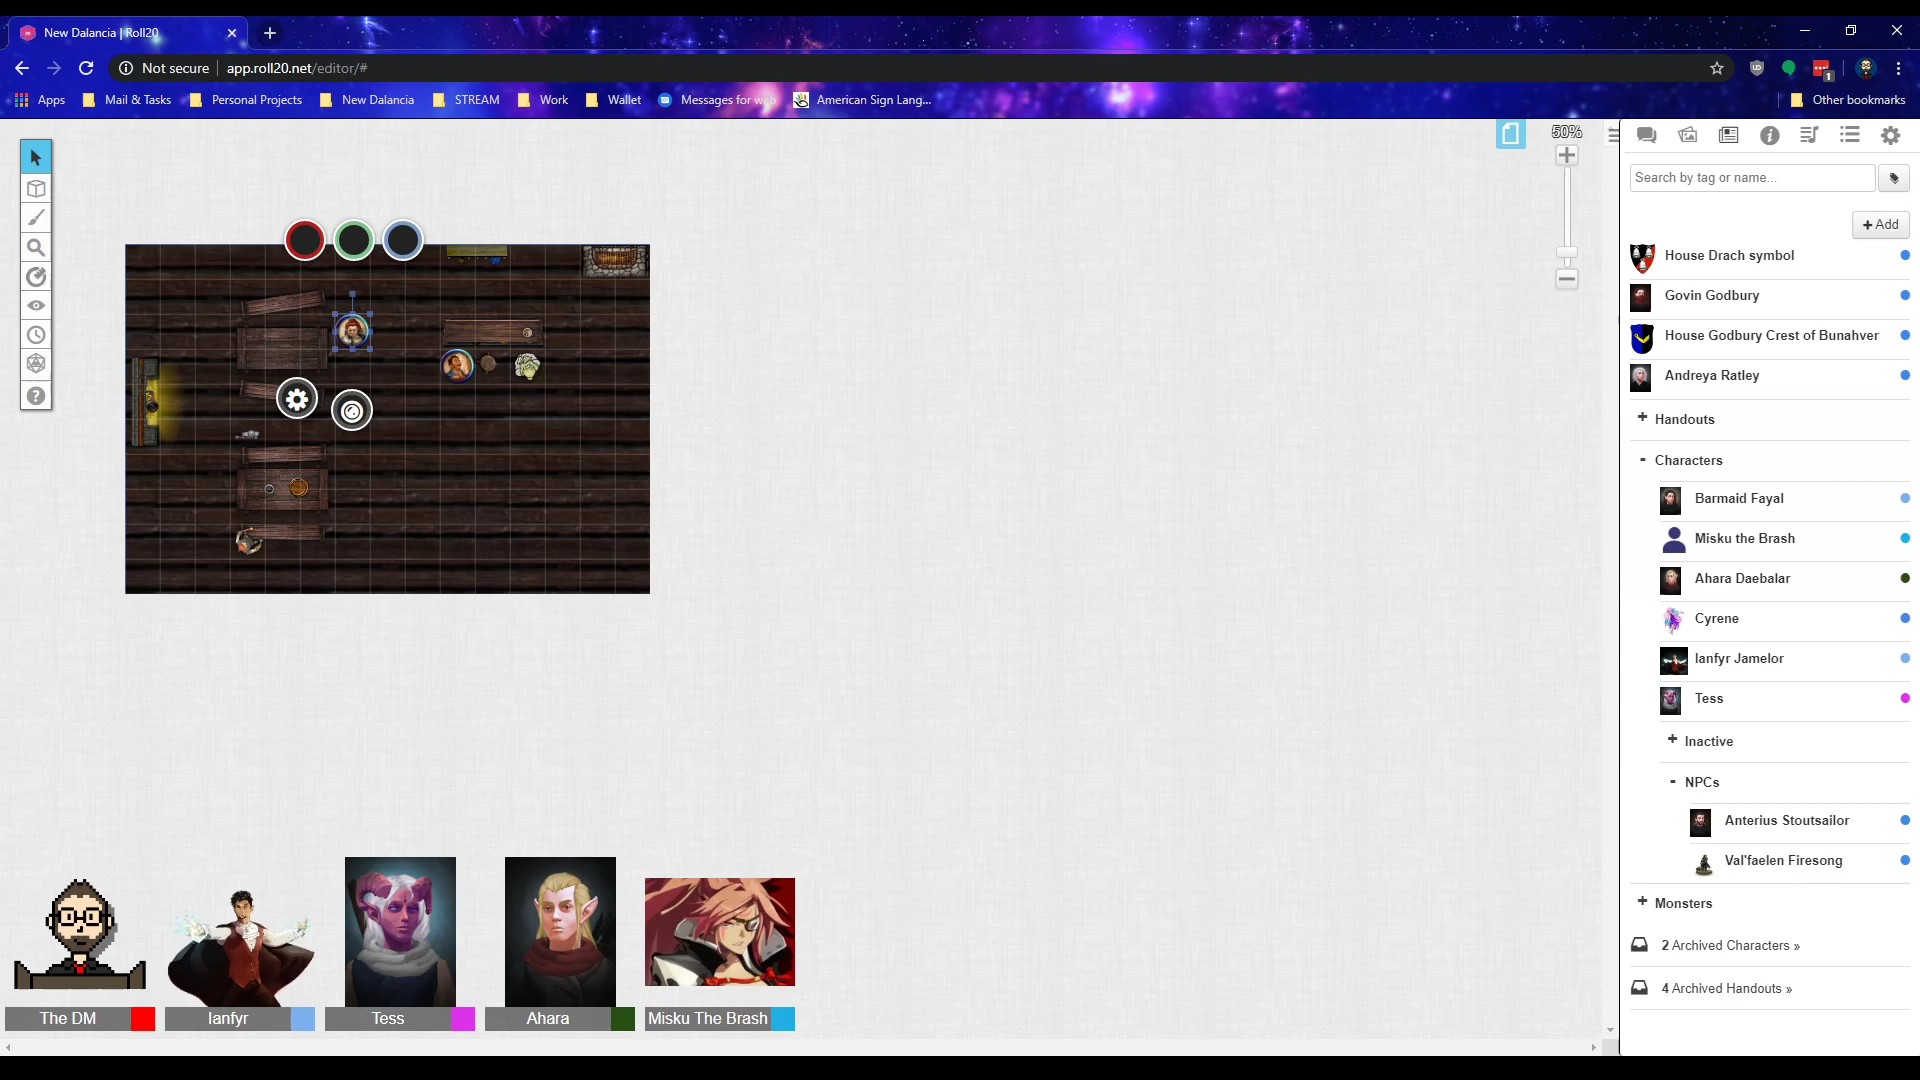 New Dalancia | Roll20
Not secure
app.roll20.net/editor/#
1
Apps
Mail & Tasks
Personal Projects
New Dalancia
STREAM
Work
Wallet
Messages for web
American Sign Lang...
Other bookmarks
50%
Search by tag or name...
+ Add
House Drach symbol
Govin Godbury
House Godbury Crest of Bunahver
Andreya Ratley
+ Handouts
- Characters
Barmaid Fayal
Misku the Brash
Ahara Daebalar
Cyrene
Ianfyr Jamelor
Tess
+ Inactive
- NPCs
Anterius Stoutsailor
Val'faelen Firesong
+ Monsters
2 Archived Characters »
4 Archived Handouts »
The DM
Ianfyr
Tess
Ahara
Misku The Brash